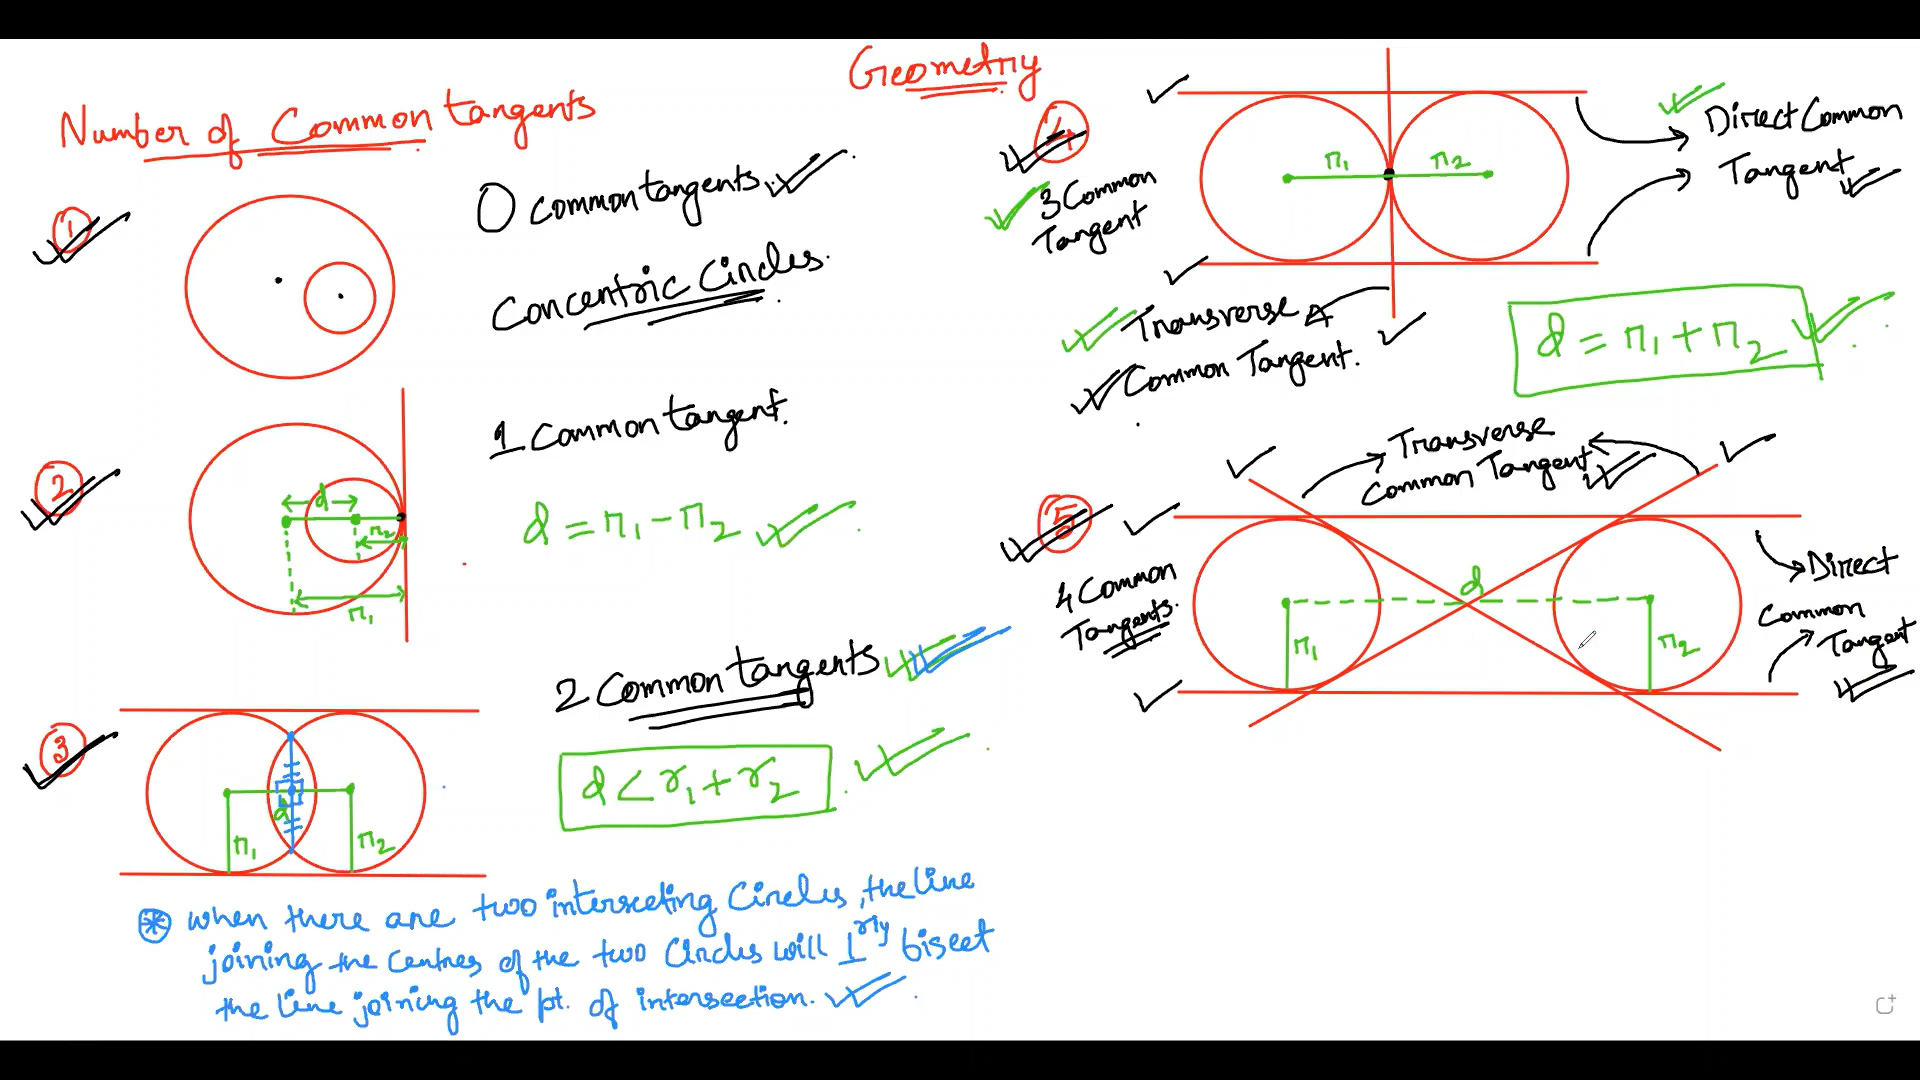 Geometry
Number of Common tangents
1
0 Common tangents
Concentric Circles.
2
1 Common tangent.
d
r2
r1
d = r1 - r2
3
2 Common tangents
d
r1
r2
d < r1 + r2
* When there are two interseting Circles, the line
joining the Centres of the two Circles will ⊥rly bisect
the line joining the pt. of intersection.
4
3 Common
Tangent
r1
r2
Direct Common
Tangent
Transverse
Common Tangent.
d = r1 + r2
5
4 Common
Tangents.
Transverse
Common Tangent
d
r1
r2
Direct
Common
Tangent